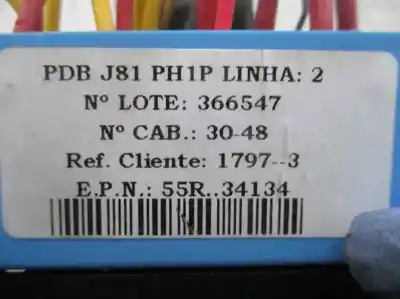 PDB J81 PH1P LINHA: 2
Nº LOTE: 366547
Nº CAB.: 30-48
Ref. Cliente: 1797--3
E.P.N.: 55R..34134